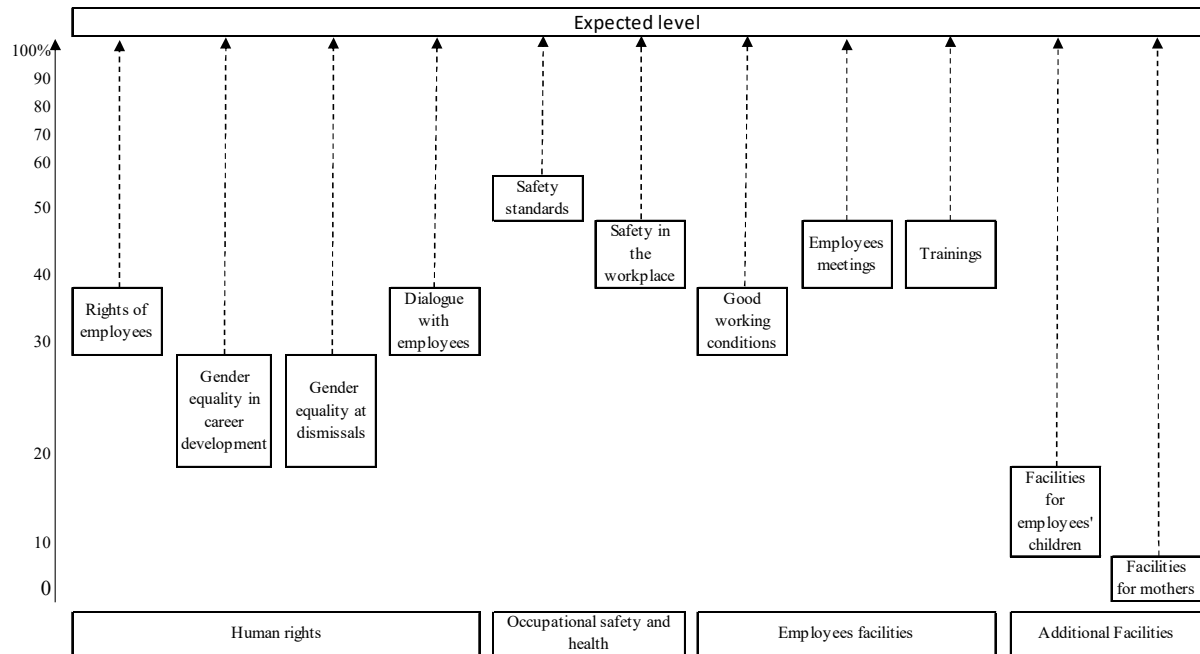 Expected level
100%
90
80
70
60
50
40
30
20
10
0
Rights of
employees
Gender
equality in
career
development
Gender
equality at
dismissals
Dialogue
with
employees
Safety
standards
Safety in
the
workplace
Good
working
conditions
Employees
meetings
Trainings
Facilities
for
employees'
children
Facilities
for mothers
Human rights
Occupational safety and
health
Employees facilities
Additional Facilities